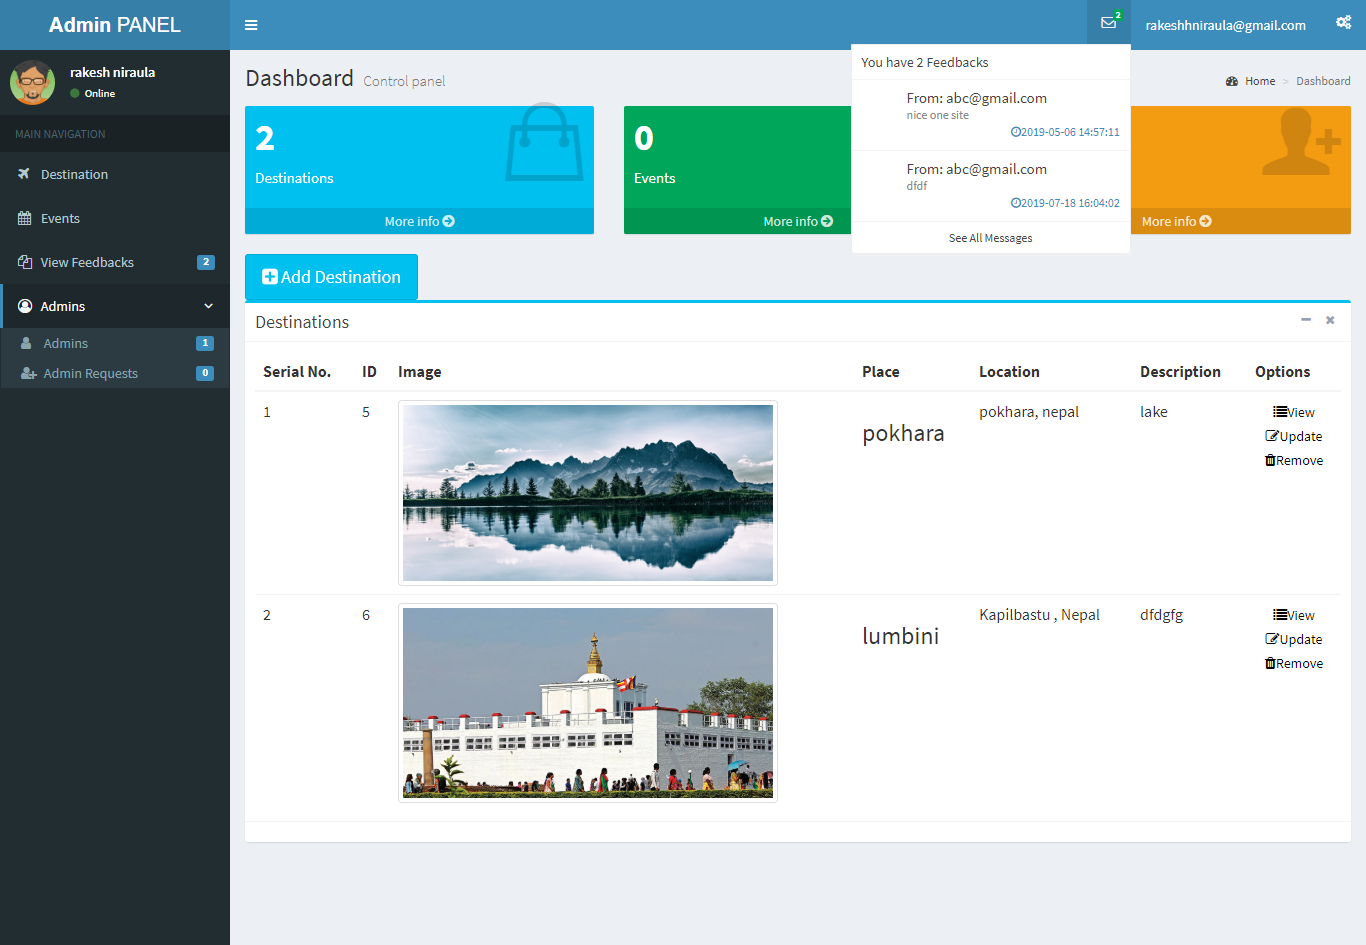 Admin PANEL
2
rakeshhniraula@gmail.com
rakesh niraula
Online
MAIN NAVIGATION
Destination
Events
View Feedbacks 2
Admins
Admins 1
Admin Requests 0
Dashboard Control panel
Home > Dashboard
You have 2 Feedbacks
From: abc@gmail.com
nice one site
2019-05-06 14:57:11
From: abc@gmail.com
dfdf
2019-07-18 16:04:02
See All Messages
2
Destinations
More info
0
Events
More info
More info
Add Destination
Destinations
Serial No. ID Image Place Location Description Options
1 5 pokhara pokhara, nepal lake View
Update
Remove
2 6 lumbini Kapilbastu , Nepal dfdgfg View
Update
Remove